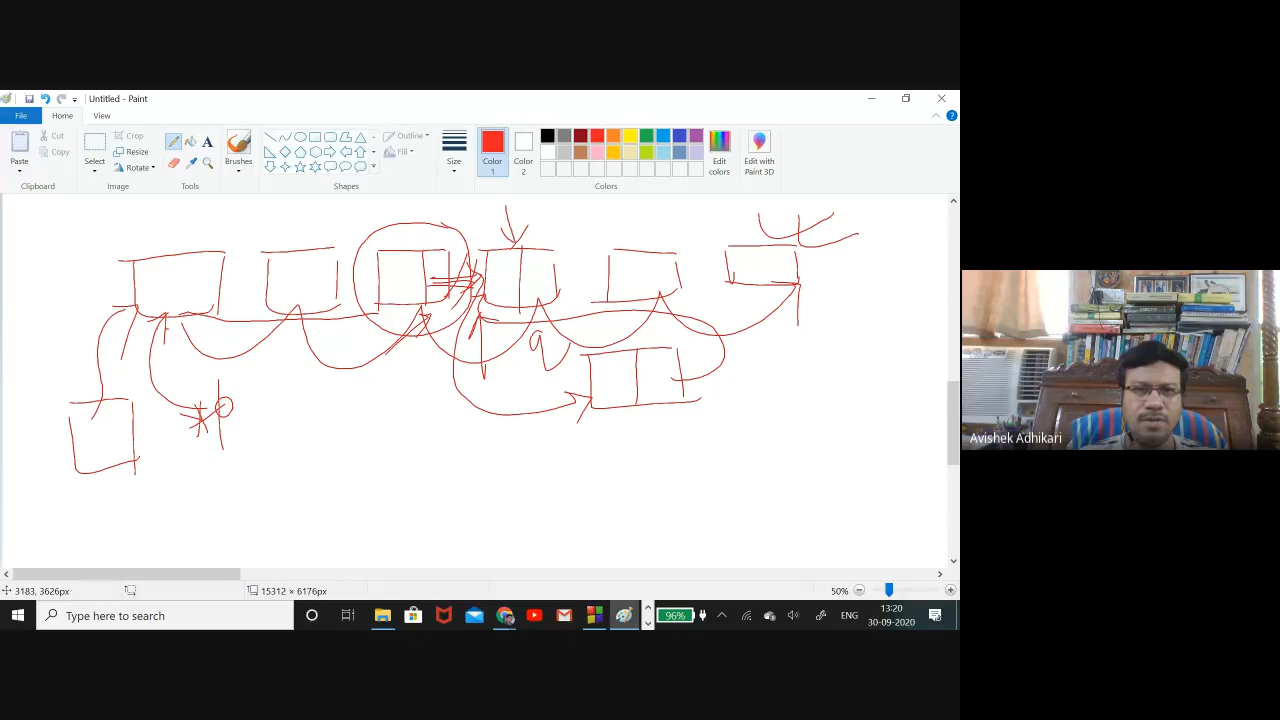 Untitled - Paint
File
Home
View
Paste
Cut
Copy
Clipboard
Select
Crop
Resize
Rotate
Image
Tools
Brushes
Shapes
Outline
Fill
Size
Color
1
Color
2
Edit
colors
Edit with
Paint 3D
Colors
*p
q
Avishek Adhikari
3183, 3626px
15312 × 6176px
50%
Type here to search
96%
ENG
13:20
30-09-2020